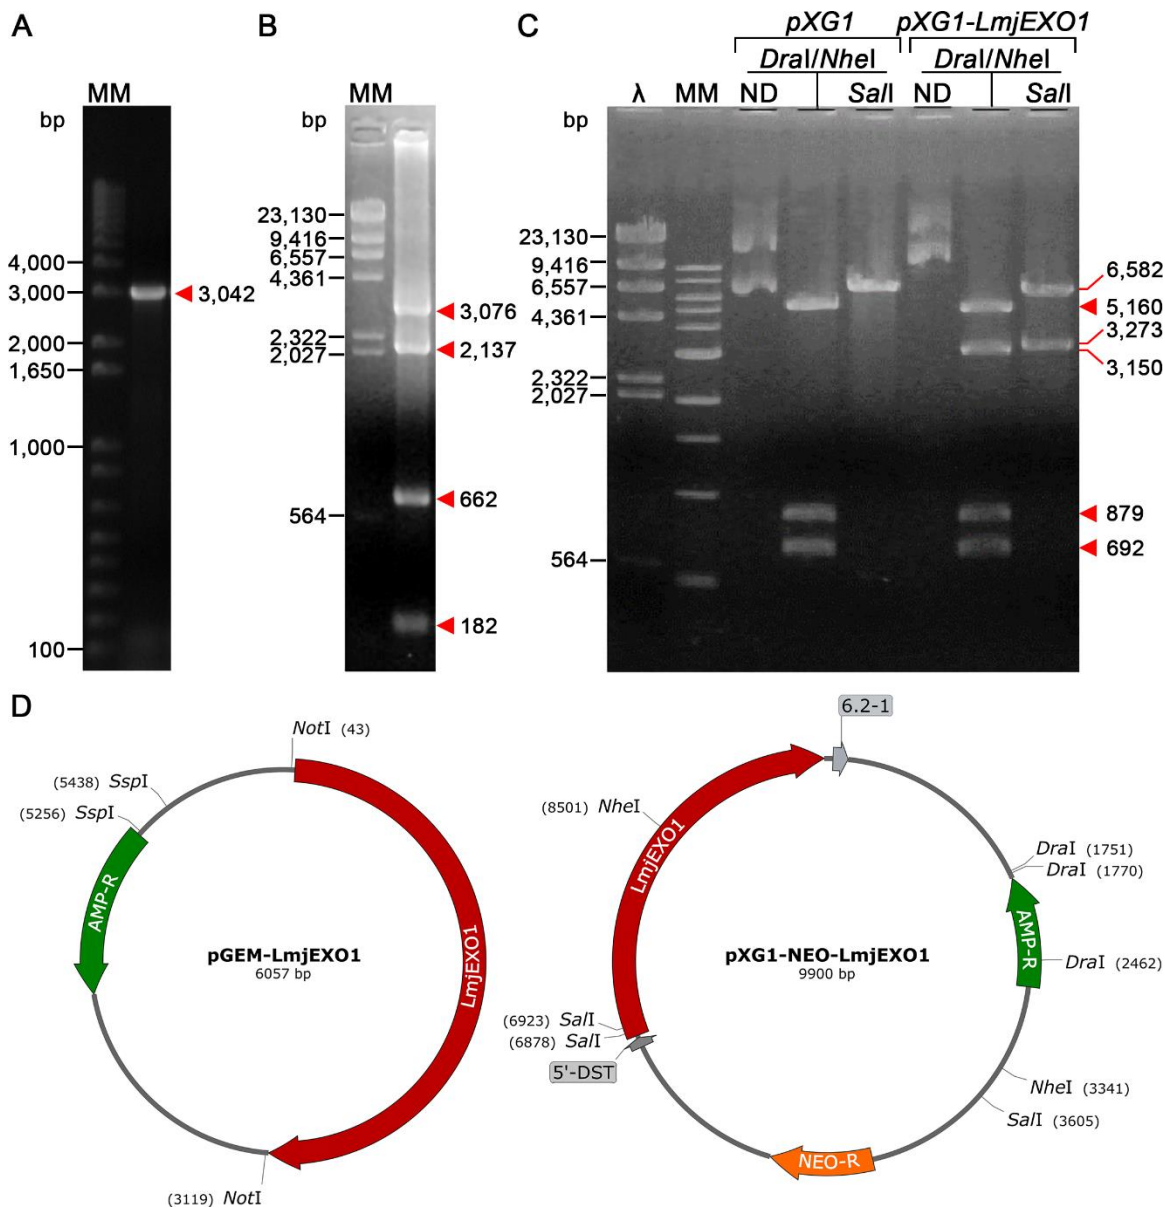 A
MM
bp
4,000
3,000
2,000
1,650
1,000
100
3,042
B
MM
bp
23,130
9,416
6,557
4,361
2,322
2,027
564
3,076
2,137
662
182
C
pXG1
pXG1-LmjEXO1
DraI/NheI
DraI/NheI
λ
MM
ND
SalI
ND
SalI
bp
23,130
9,416
6,557
4,361
2,322
2,027
564
6,582
5,160
3,273
3,150
879
692
D
NotI (43)
(5438) SspI
(5256) SspI
AMP-R
LmjEXO1
pGEM-LmjEXO1
6057 bp
(3119) NotI
6.2-1
(8501) NheI
LmjEXO1
DraI (1751)
DraI (1770)
AMP-R
DraI (2462)
pXG1-NEO-LmjEXO1
9900 bp
(6923) SalI
(6878) SalI
5'-DST
NheI (3341)
SalI (3605)
NEO-R